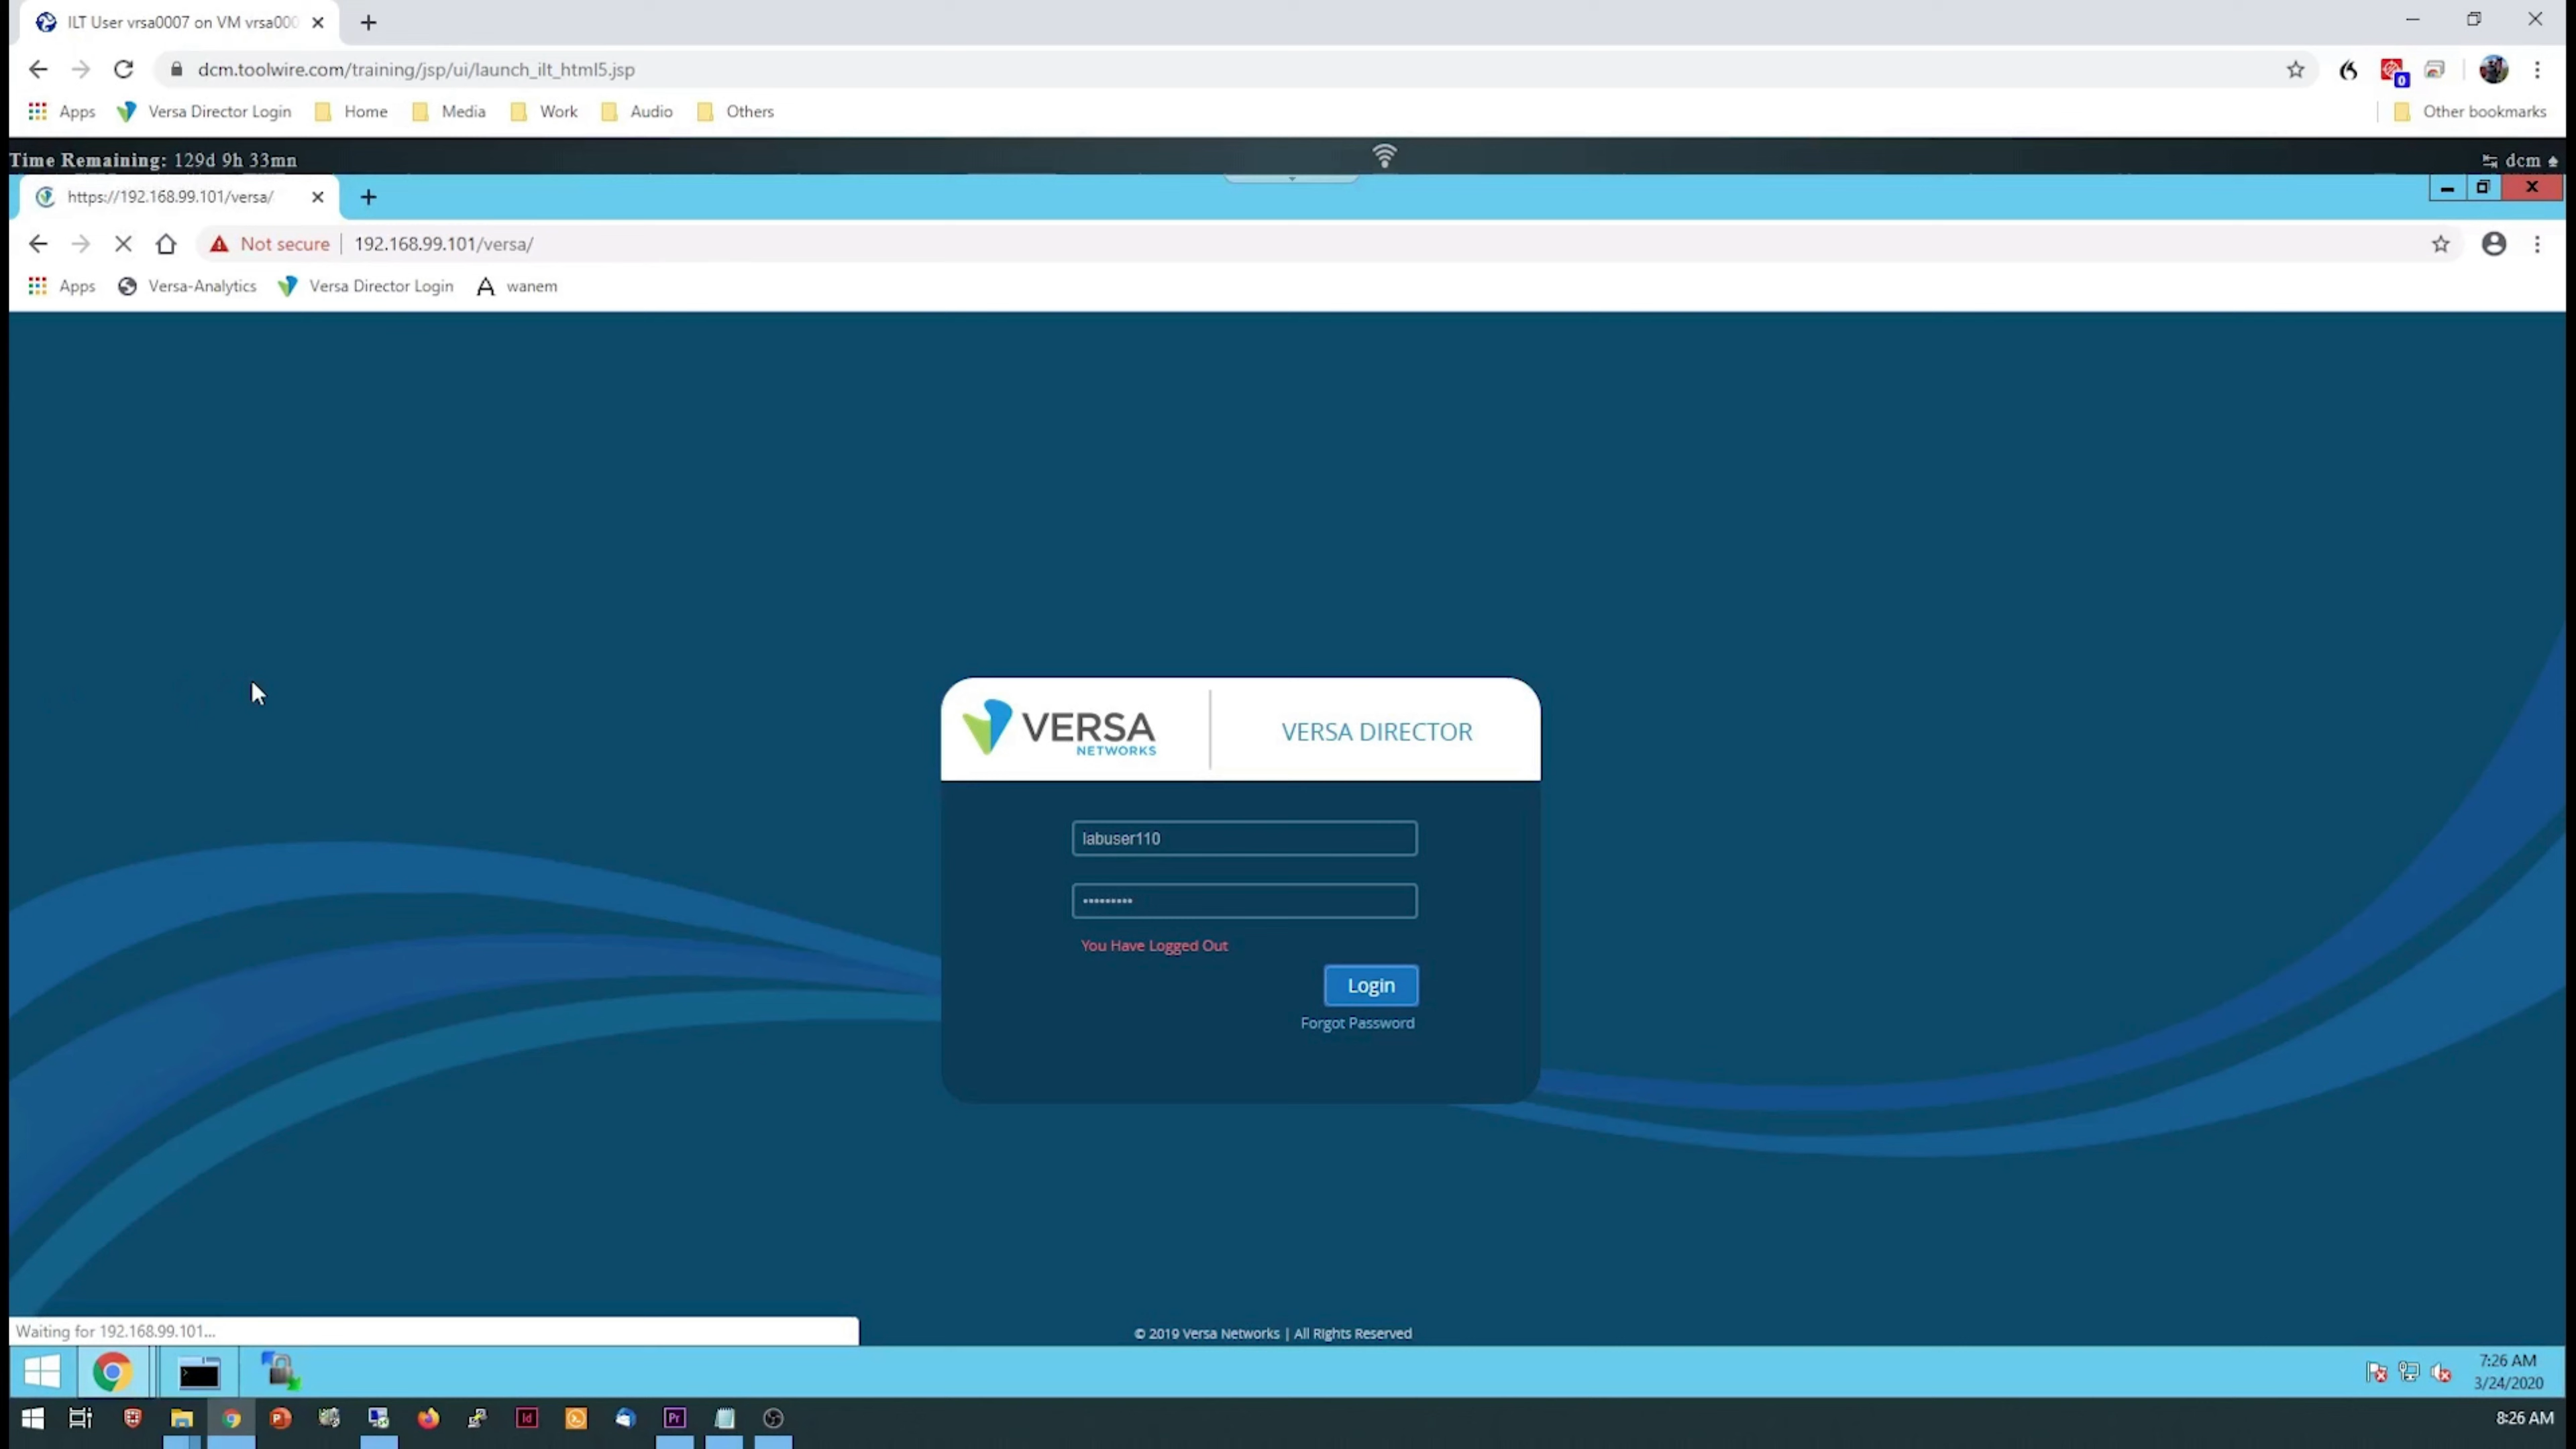 ILT User vrsa0007 on VM vrsa000
dcm.toolwire.com/training/jsp/ui/launch_ilt_html5.jsp
0
Apps Versa Director Login Home Media Work Audio Others Other bookmarks
Time Remaining: 129d 9h 33mn dcm
https://192.168.99.101/versa/
Not secure 192.168.99.101/versa/
Apps Versa-Analytics Versa Director Login wanem
VERSA NETWORKS
VERSA DIRECTOR
labuser110
•••••••••
You Have Logged Out
Login
Forgot Password
Waiting for 192.168.99.101...
© 2019 Versa Networks | All Rights Reserved
7:26 AM
3/24/2020
8:26 AM